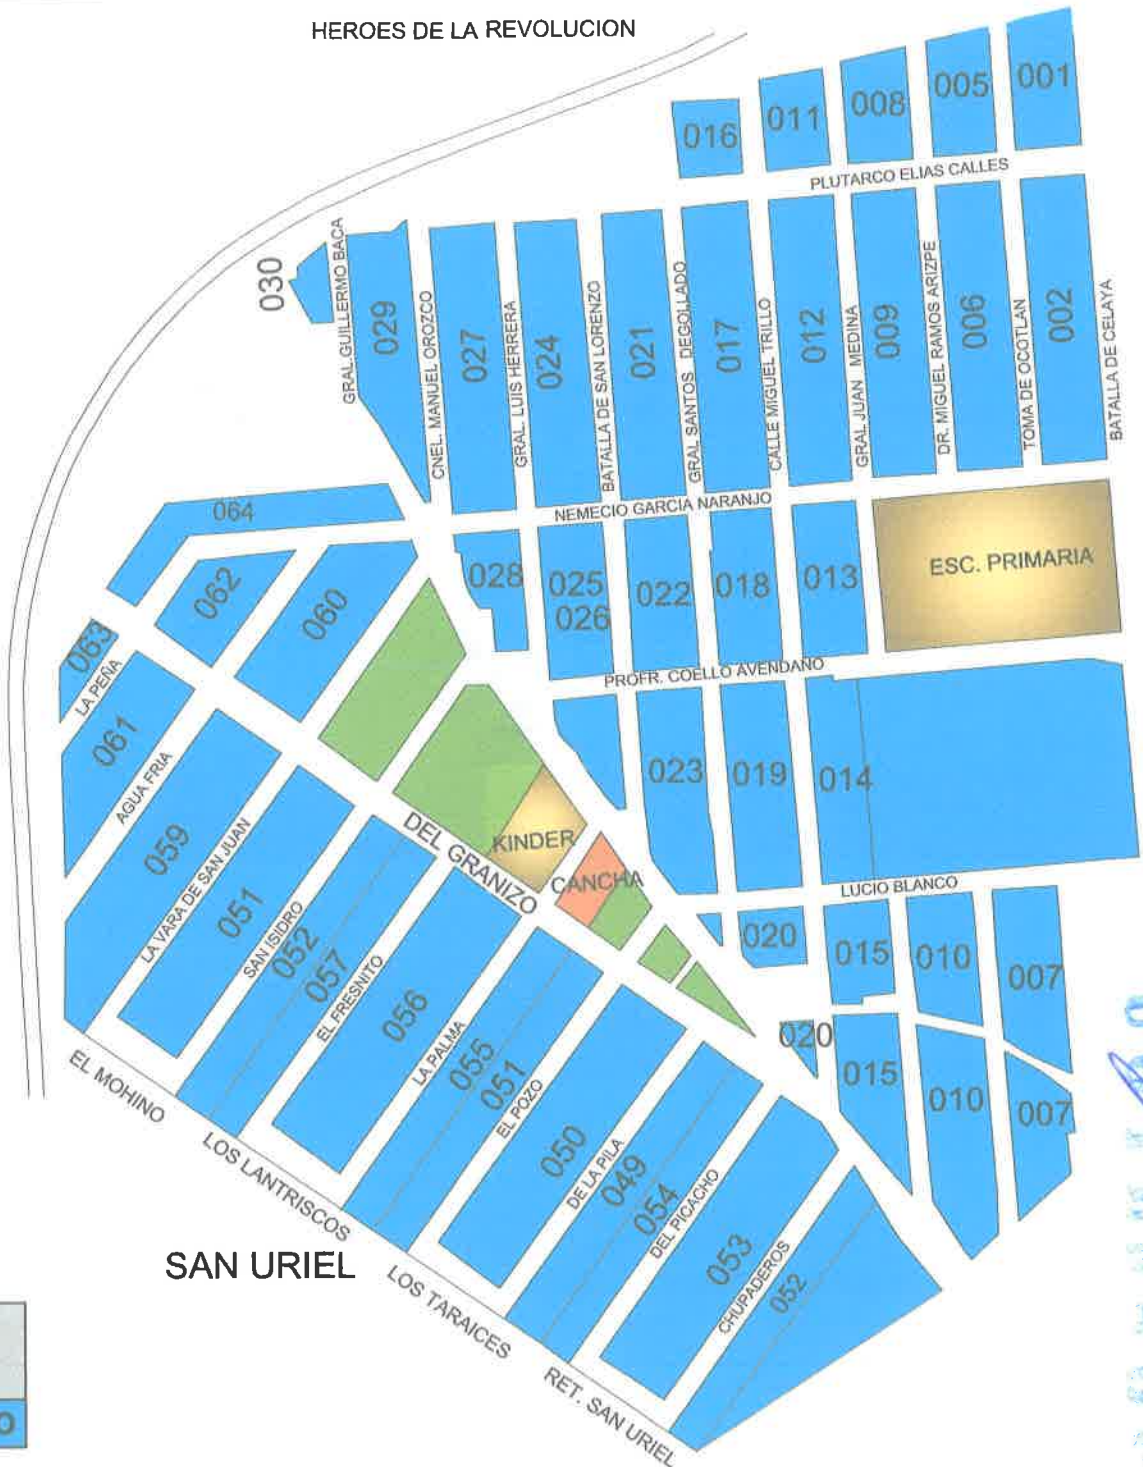 HEROES DE LA REVOLUCION
001
005
008
011
016
PLUTARCO ELIAS CALLES
030
GRAL. GUILLERMO BACA
029
CNEL. MANUEL OROZCO
027
GRAL. LUIS HERRERA
024
BATALLA DE SAN LORENZO
021
GRAL SANTOS DEGOLLADO
017
CALLE MIGUEL TRILLO
012
GRAL JUAN MEDINA
009
DR. MIGUEL RAMOS ARIZPE
006
TOMA DE OCOTLAN
002
BATALLA DE CELAYA
NEMECIO GARCIA NARANJO
064
062
060
028
025
026
022
018
013
ESC. PRIMARIA
063
LA PEÑA
PROFR. COELLO AVENDAÑO
061
AGUA FRIA
023
019
014
059
LA VARA DE SAN JUAN
DEL GRANIZO
KINDER
CANCHA
LUCIO BLANCO
051
SAN ISIDRO
052
057
EL FRESNITO
056
LA PALMA
055
051
EL POZO
050
DE LA PILA
049
054
DEL PICACHO
053
CHUPADEROS
052
020
015
010
007
020
015
010
007
EL MOHINO
LOS LANTRISCOS
SAN URIEL
LOS TARAICES
RET. SAN URIEL
O